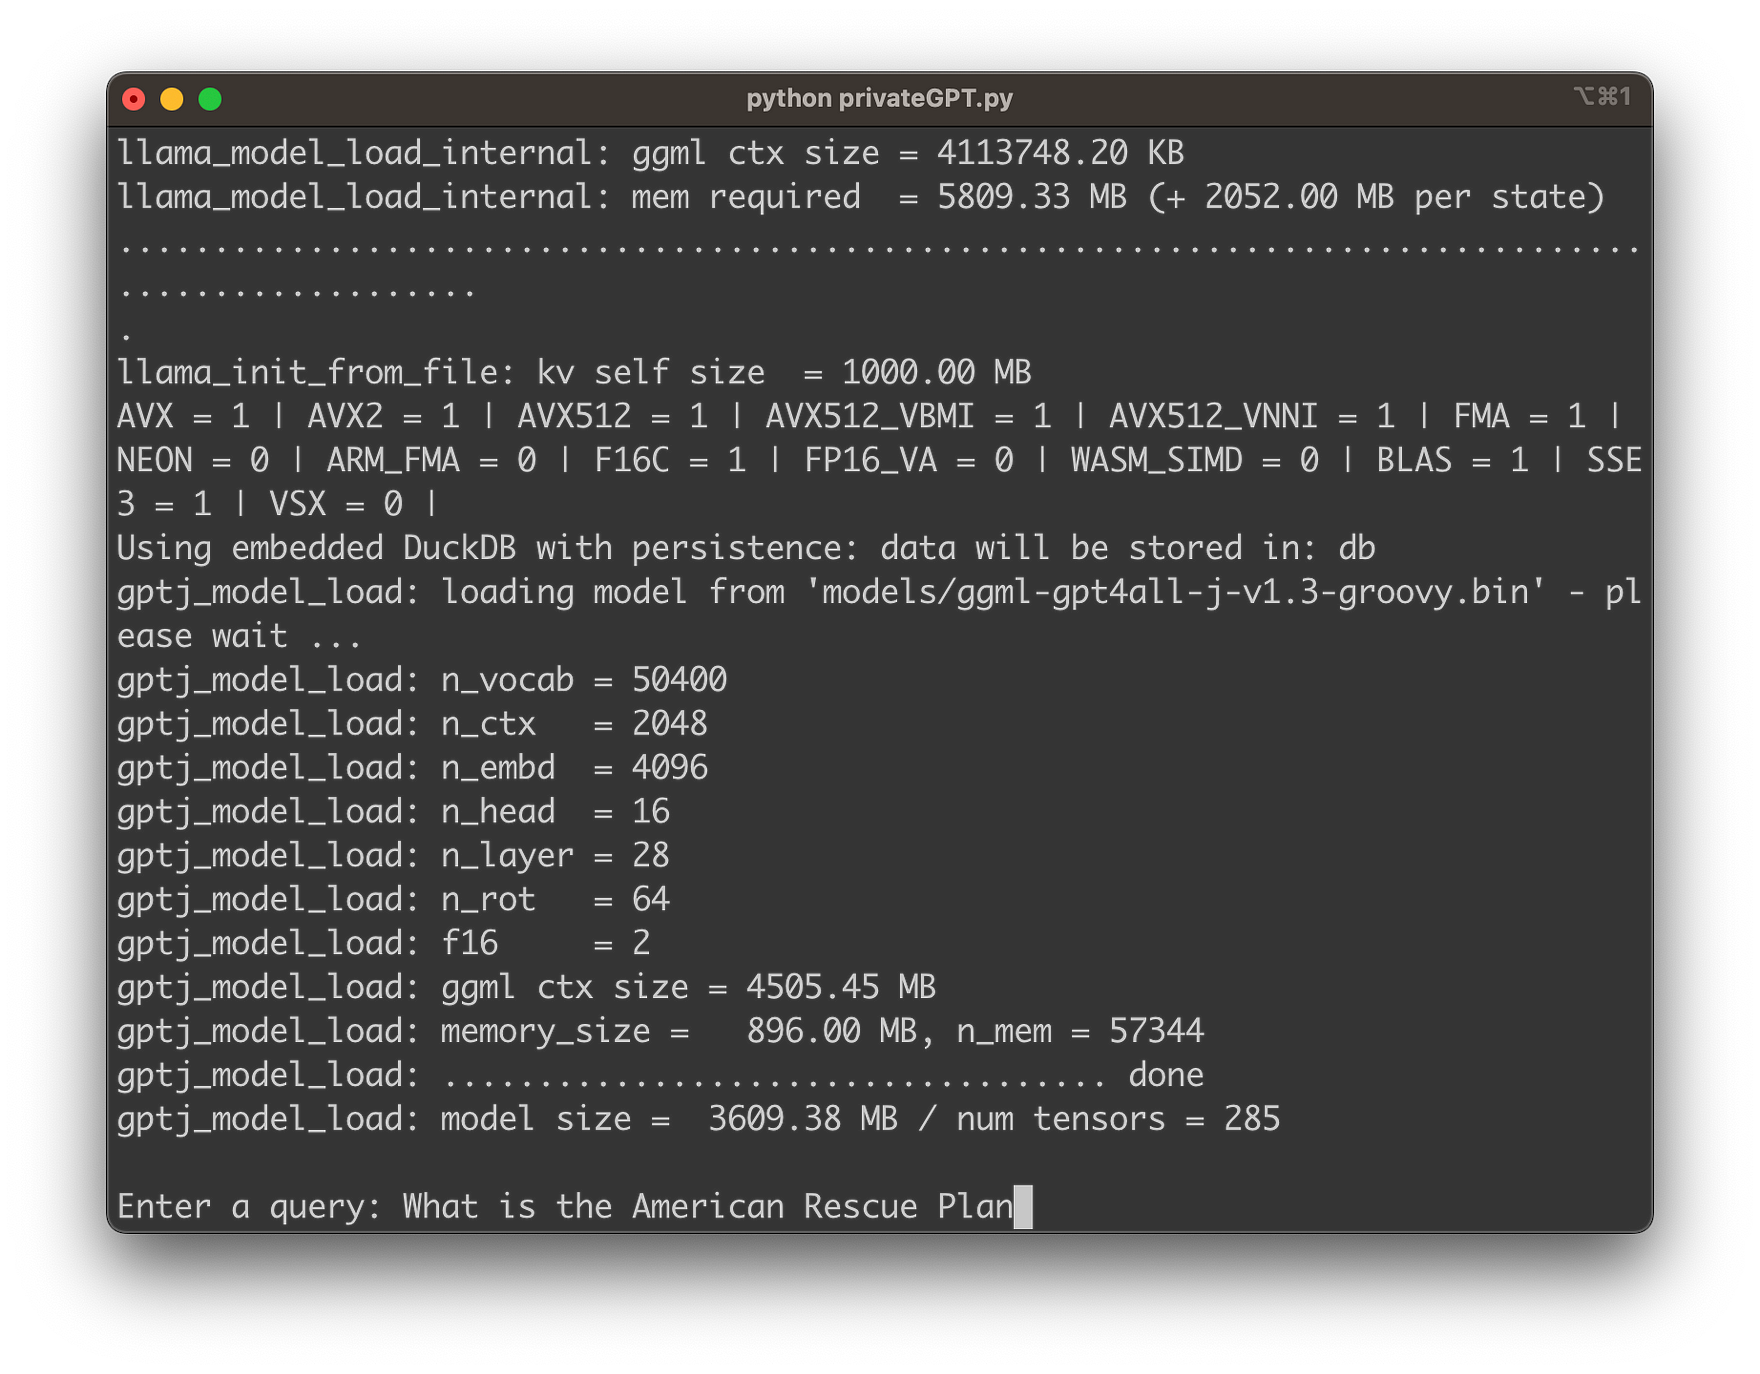 python privateGPT.py
⌥⌘1
llama_model_load_internal: ggml ctx size = 4113748.20 KB
llama_model_load_internal: mem required  = 5809.33 MB (+ 2052.00 MB per state)
................................................................................
...................
.
llama_init_from_file: kv self size  = 1000.00 MB
AVX = 1 | AVX2 = 1 | AVX512 = 1 | AVX512_VBMI = 1 | AVX512_VNNI = 1 | FMA = 1 |
NEON = 0 | ARM_FMA = 0 | F16C = 1 | FP16_VA = 0 | WASM_SIMD = 0 | BLAS = 1 | SSE
3 = 1 | VSX = 0 |
Using embedded DuckDB with persistence: data will be stored in: db
gptj_model_load: loading model from 'models/ggml-gpt4all-j-v1.3-groovy.bin' - pl
ease wait ...
gptj_model_load: n_vocab = 50400
gptj_model_load: n_ctx   = 2048
gptj_model_load: n_embd  = 4096
gptj_model_load: n_head  = 16
gptj_model_load: n_layer = 28
gptj_model_load: n_rot   = 64
gptj_model_load: f16     = 2
gptj_model_load: ggml ctx size = 4505.45 MB
gptj_model_load: memory_size =   896.00 MB, n_mem = 57344
gptj_model_load: ................................... done
gptj_model_load: model size =  3609.38 MB / num tensors = 285
Enter a query: What is the American Rescue Plan